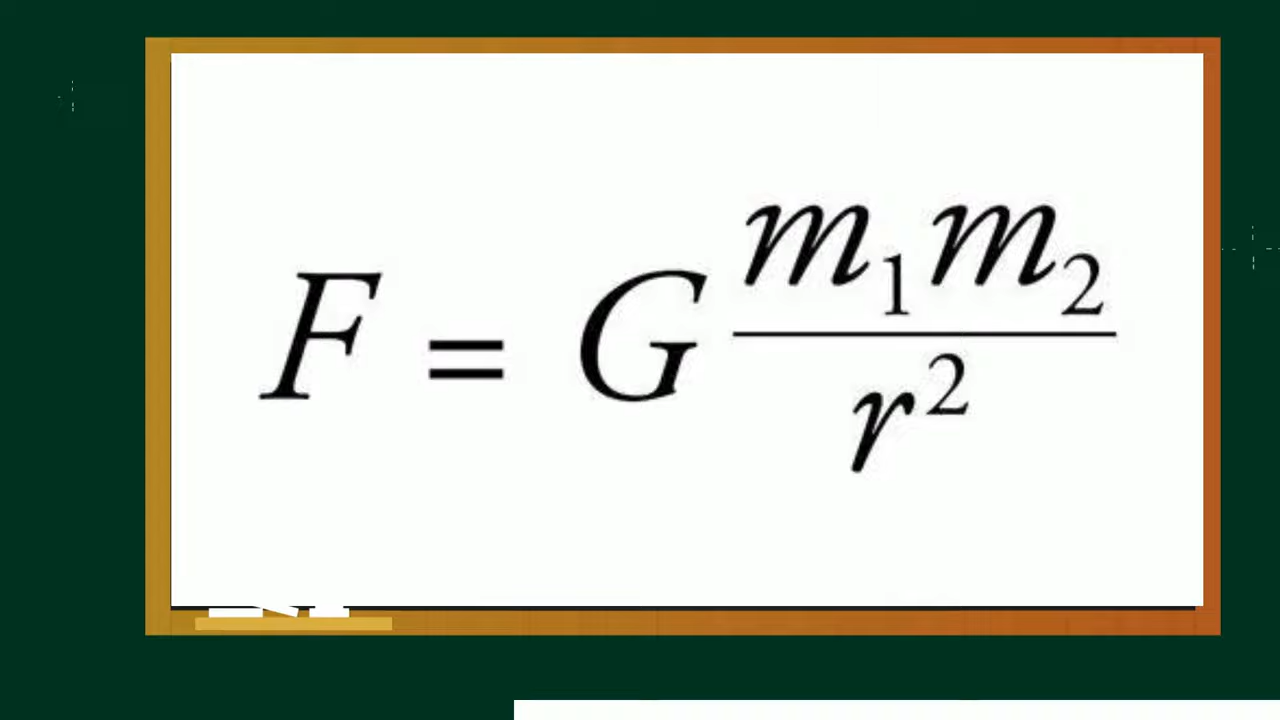 F = G m₁m₂ / r²